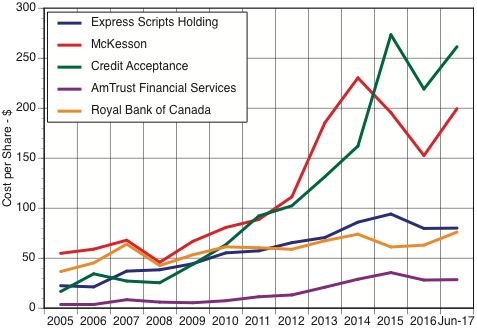 300
250
200
150
100
50
0
Cost per Share - $
Express Scripts Holding
McKesson
Credit Acceptance
AmTrust Financial Services
Royal Bank of Canada
2005 2006 2007 2008 2009 2010 2011 2012 2013 2014 2015 2016 Jun-17